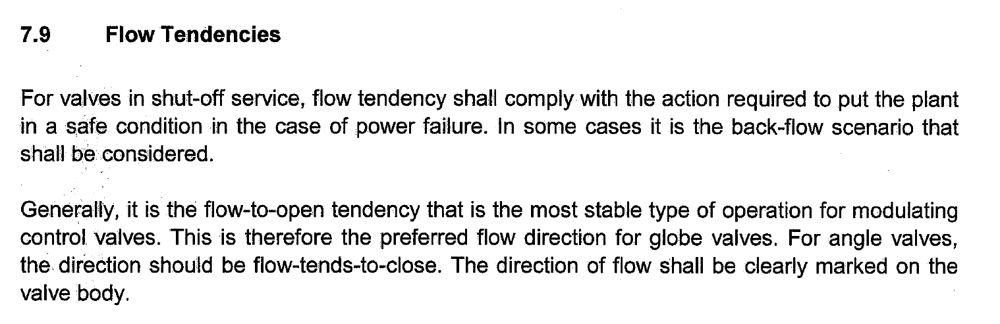 7.9 Flow Tendencies
For valves in shut-off service, flow tendency shall comply with the action required to put the plant
in a safe condition in the case of power failure. In some cases it is the back-flow scenario that
shall be considered.
Generally, it is the flow-to-open tendency that is the most stable type of operation for modulating
control valves. This is therefore the preferred flow direction for globe valves. For angle valves,
the direction should be flow-tends-to-close. The direction of flow shall be clearly marked on the
valve body.